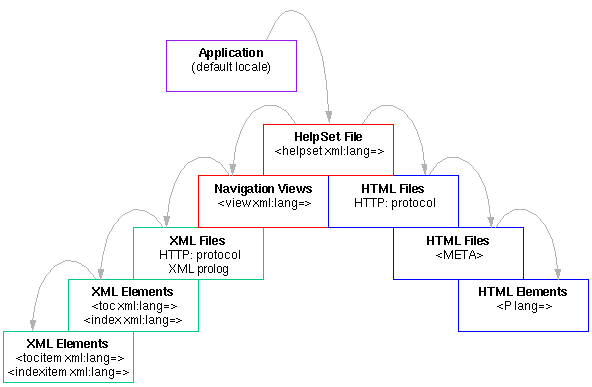 Application
(default locale)
HelpSet File
<helpset xml:lang=>
Navigation Views
<view xml:lang=>
HTML Files
HTTP: protocol
XML Files
HTTP: protocol
XML prolog
HTML Files
<META>
XML Elements
<toc xml:lang=>
<index xml:lang=>
HTML Elements
<P lang=>
XML Elements
<tocitem xml:lang=>
<indexitem xml:lang=>